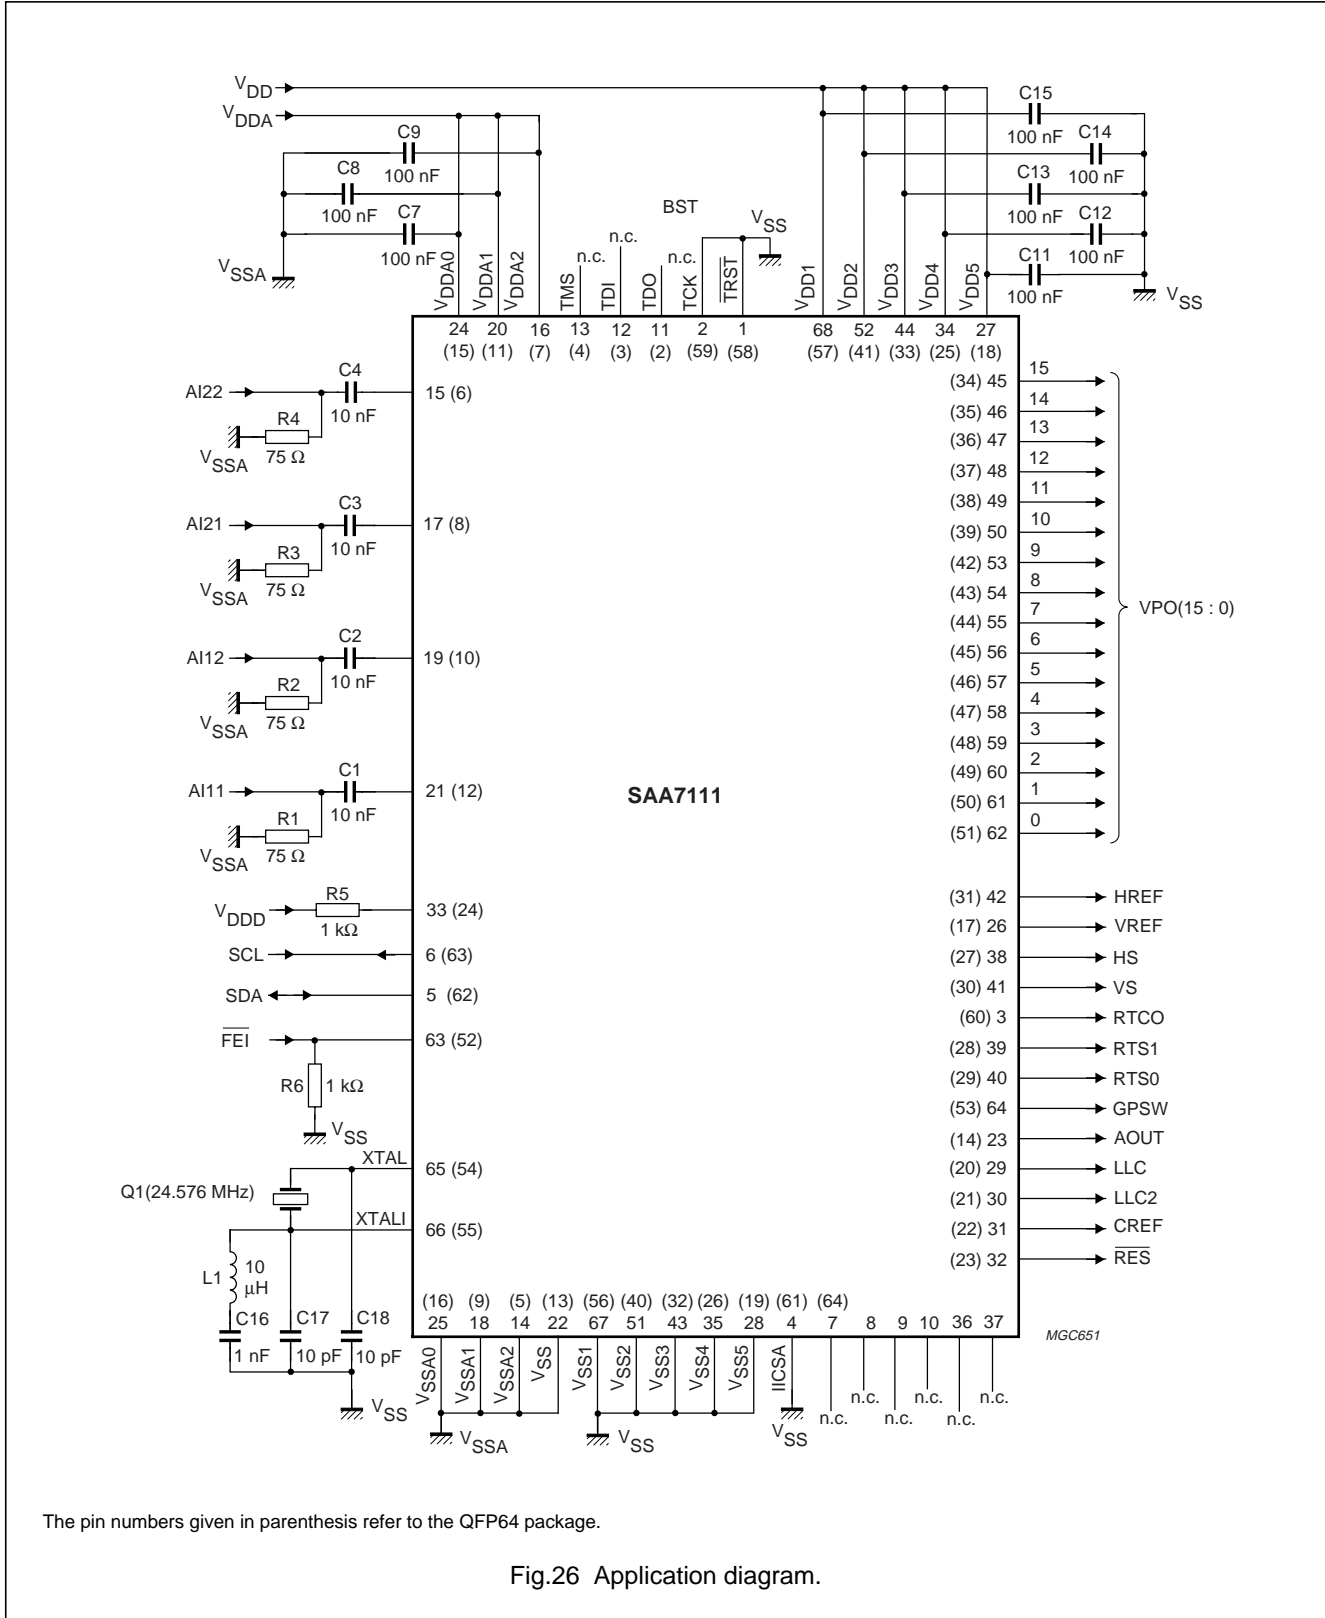 VDD
VDDA
C9
100 nF
C8
100 nF
C7
100 nF
VSSA
C15
100 nF
C14
100 nF
C13
100 nF
C12
100 nF
C11
100 nF
VSS
BST
VSS
n.c.
n.c.
n.c.
VDDA0
VDDA1
VDDA2
TMS
TDI
TDO
TCK
TRST
VDD1
VDD2
VDD3
VDD4
VDD5
24 20 16 13 12 11 2 1 68 52 44 34 27
(15) (11) (7) (4) (3) (2) (59) (58) (57) (41) (33) (25) (18)
AI22
C4
10 nF
15 (6)
R4
75 Ω
VSSA
AI21
C3
10 nF
17 (8)
R3
75 Ω
VSSA
AI12
C2
10 nF
19 (10)
R2
75 Ω
VSSA
AI11
C1
10 nF
21 (12)
R1
75 Ω
VSSA
VDDD
R5
1 kΩ
33 (24)
SCL
6 (63)
SDA
5 (62)
FEI
63 (52)
R6
1 kΩ
VSS
XTAL
65 (54)
Q1(24.576 MHz)
XTALI
66 (55)
L1
10
μH
C16
1 nF
C17
10 pF
C18
10 pF
VSS
SAA7111
(34) 45 15
(35) 46 14
(36) 47 13
(37) 48 12
(38) 49 11
(39) 50 10
(42) 53 9
(43) 54 8
(44) 55 7
(45) 56 6
(46) 57 5
(47) 58 4
(48) 59 3
(49) 60 2
(50) 61 1
(51) 62 0
VPO(15 : 0)
(31) 42 HREF
(17) 26 VREF
(27) 38 HS
(30) 41 VS
(60) 3 RTCO
(28) 39 RTS1
(29) 40 RTS0
(53) 64 GPSW
(14) 23 AOUT
(20) 29 LLC
(21) 30 LLC2
(22) 31 CREF
(23) 32 RES
(16) (9) (5) (13) (56) (40) (32) (26) (19) (61) (64)
25 18 14 22 67 51 43 35 28 4 7 8 9 10 36 37
MGC651
VSSA0
VSSA1
VSSA2
VSS
VSS1
VSS2
VSS3
VSS4
VSS5
IICSA
n.c.
n.c.
n.c.
n.c.
n.c.
n.c.
VSSA
VSS
VSS
The pin numbers given in parenthesis refer to the QFP64 package.
Fig.26 Application diagram.